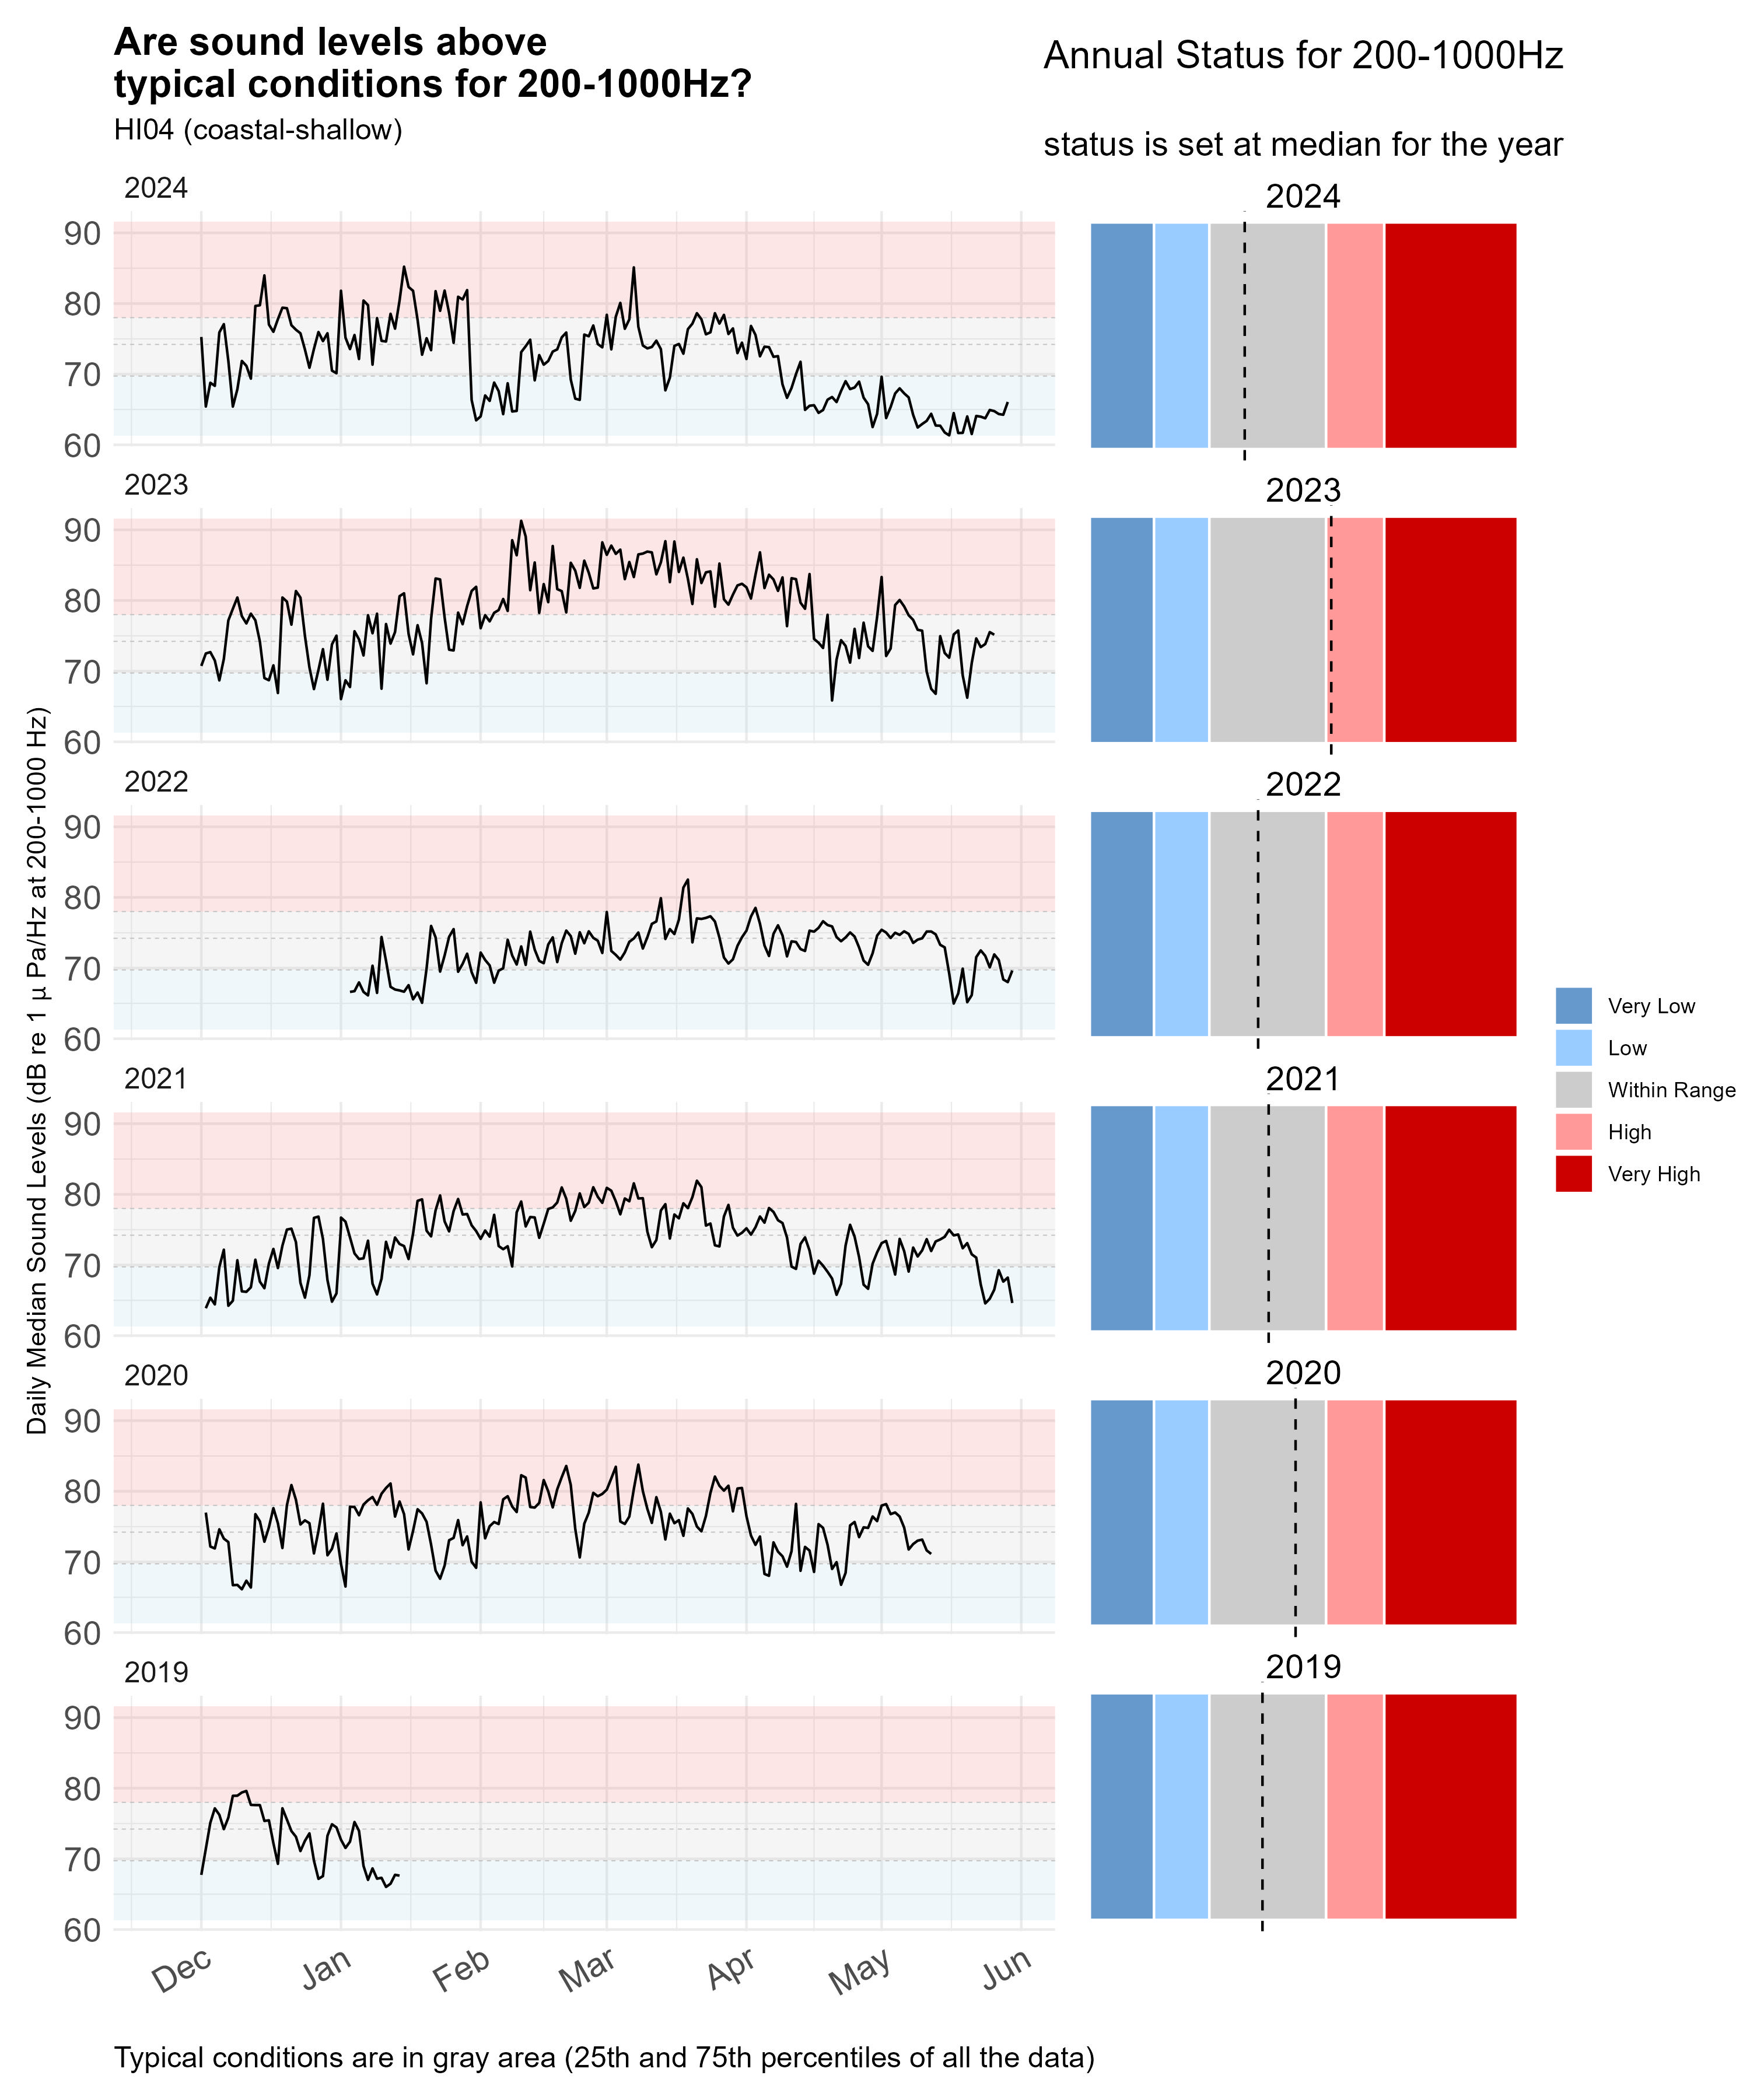 Are sound levels above
typical conditions for 200-1000Hz?
HI04 (coastal-shallow)
Annual Status for 200-1000Hz
status is set at median for the year
Daily Median Sound Levels (dB re 1 µ Pa/Hz at 200-1000 Hz)
2024
90
80
70
60
2023
90
80
70
60
2022
90
80
70
60
2021
90
80
70
60
2020
90
80
70
60
2019
90
80
70
60
Dec Jan Feb Mar Apr May Jun
2024
2023
2022
2021
2020
2019
Very Low
Low
Within Range
High
Very High
Typical conditions are in gray area (25th and 75th percentiles of all the data)